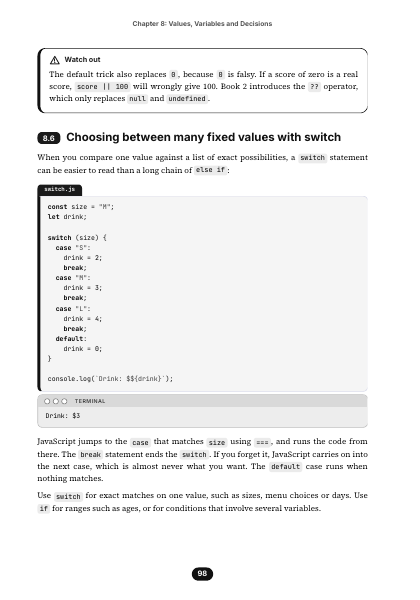 Chapter 8: Values, Variables and Decisions
Watch out
The default trick also replaces 0, because 0 is falsy. If a score of zero is a real
score, score || 100 will wrongly give 100. Book 2 introduces the ?? operator,
which only replaces null and undefined.
8.6 Choosing between many fixed values with switch
When you compare one value against a list of exact possibilities, a switch statement
can be easier to read than a long chain of else if:
switch.js
const size = "M";
let drink;
switch (size) {
  case "S":
    drink = 2;
    break;
  case "M":
    drink = 3;
    break;
  case "L":
    drink = 4;
    break;
  default:
    drink = 0;
}
console.log(`Drink: $${drink}`);
TERMINAL
Drink: $3
JavaScript jumps to the case that matches size using ===, and runs the code from
there. The break statement ends the switch. If you forget it, JavaScript carries on into
the next case, which is almost never what you want. The default case runs when
nothing matches.
Use switch for exact matches on one value, such as sizes, menu choices or days. Use
if for ranges such as ages, or for conditions that involve several variables.
98